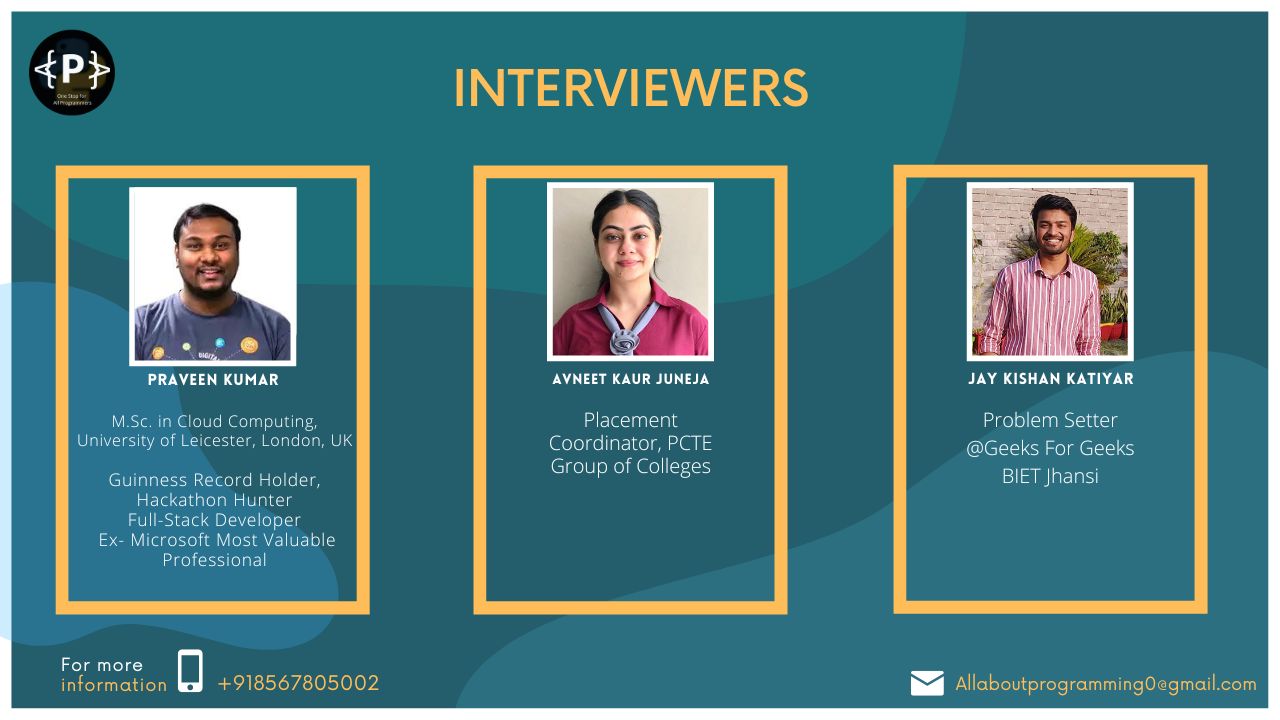 P
One Stop for
All Programmers
INTERVIEWERS
PRAVEEN KUMAR
M.Sc. in Cloud Computing,
University of Leicester, London, UK
Guinness Record Holder,
Hackathon Hunter
Full-Stack Developer
Ex- Microsoft Most Valuable
Professional
DIGITAL
AVNEET KAUR JUNEJA
Placement
Coordinator, PCTE
Group of Colleges
JAY KISHAN KATIYAR
Problem Setter
@Geeks For Geeks
BIET Jhansi
For more
information
+918567805002
Allaboutprogramming0@gmail.com